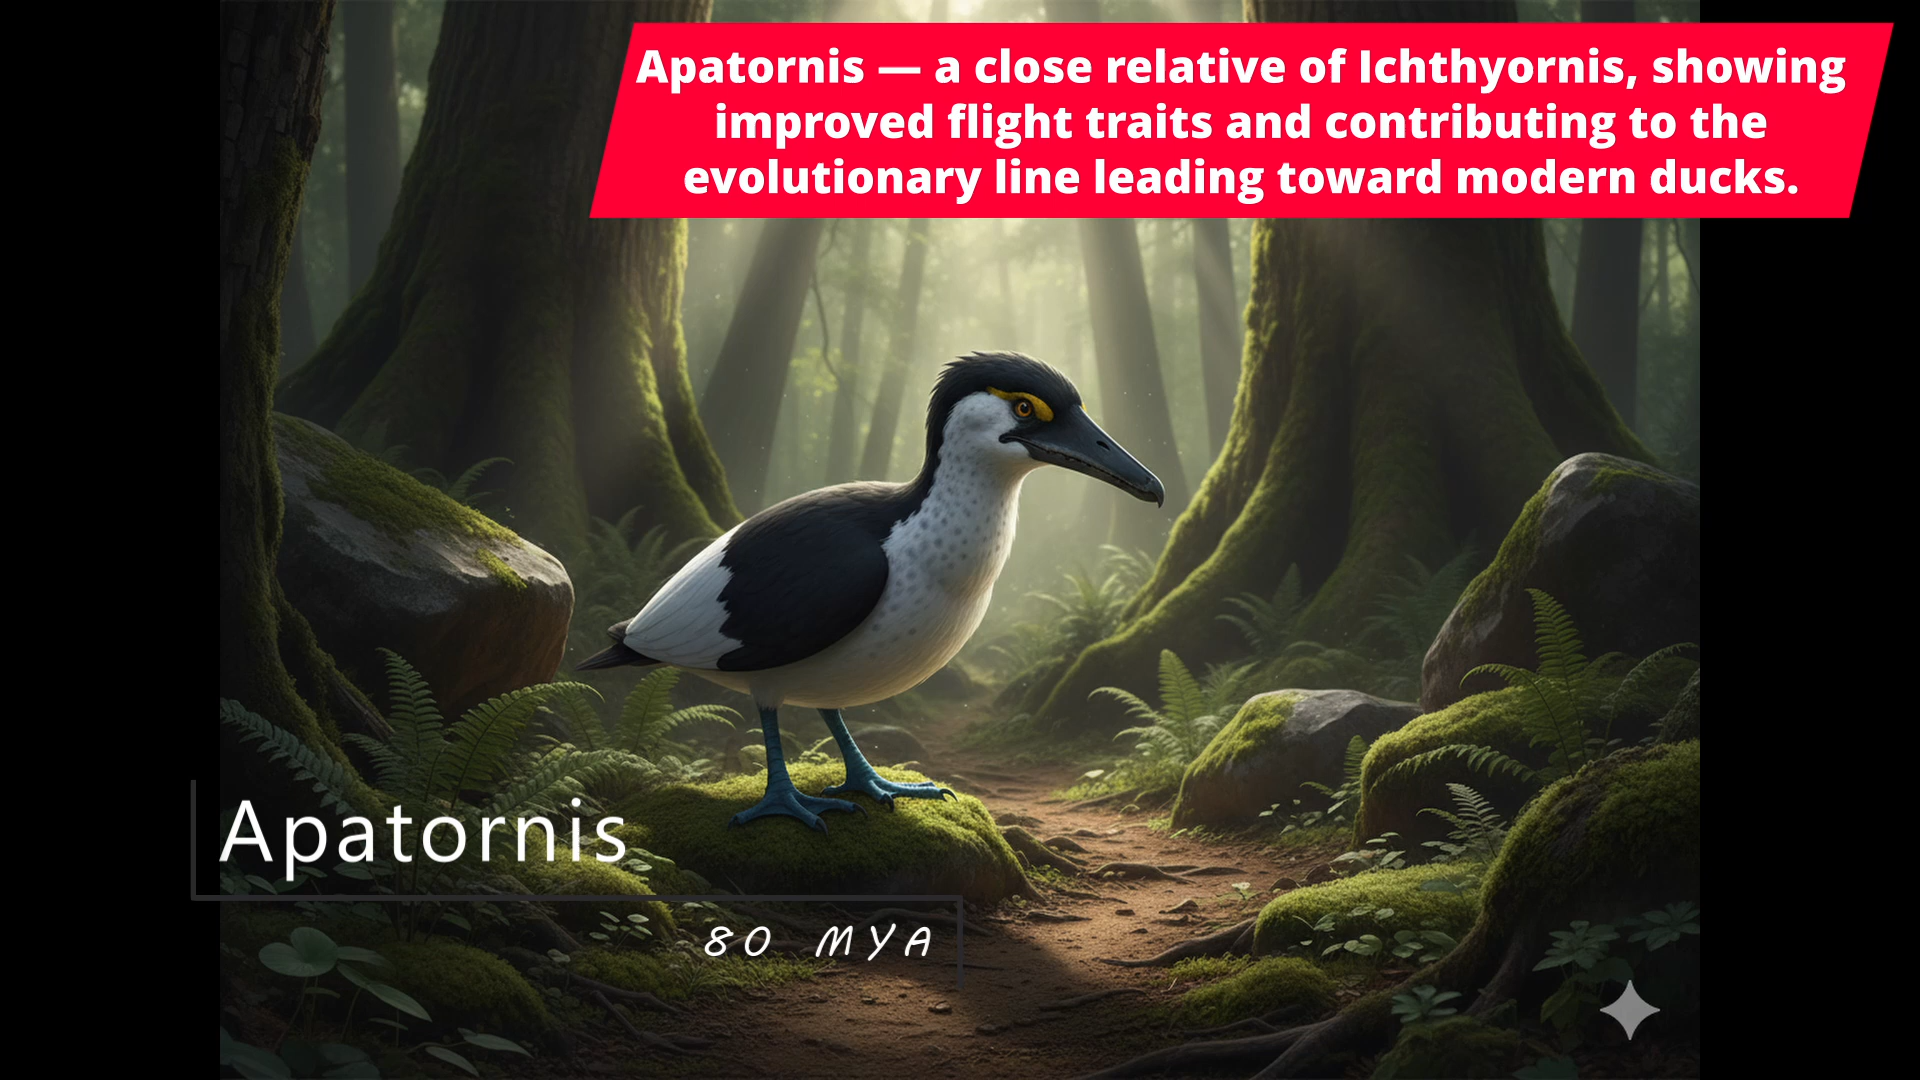 Apatornis — a close relative of Ichthyornis, showing
improved flight traits and contributing to the
evolutionary line leading toward modern ducks.
Apatornis
80 MYA